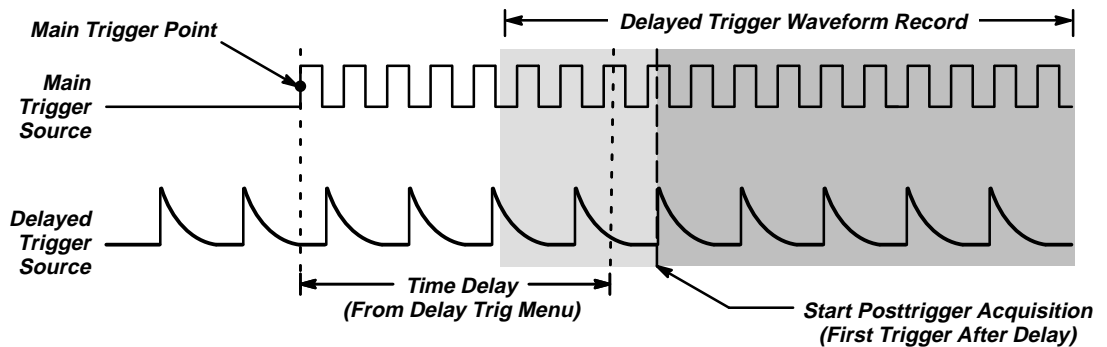 Delayed Trigger Waveform Record
Main Trigger Point
Main
Trigger
Source
Delayed
Trigger
Source
Time Delay
(From Delay Trig Menu)
Start Posttrigger Acquisition
(First Trigger After Delay)